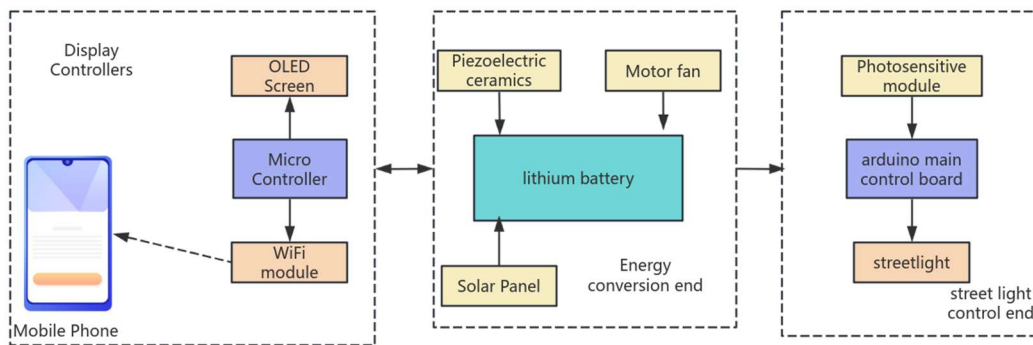 Display
Controllers
OLED
Screen
Micro
Controller
WiFi
module
Mobile Phone
Piezoelectric
ceramics
Motor fan
lithium battery
Solar Panel
Energy
conversion end
Photosensitive
module
arduino main
control board
streetlight
street light
control end